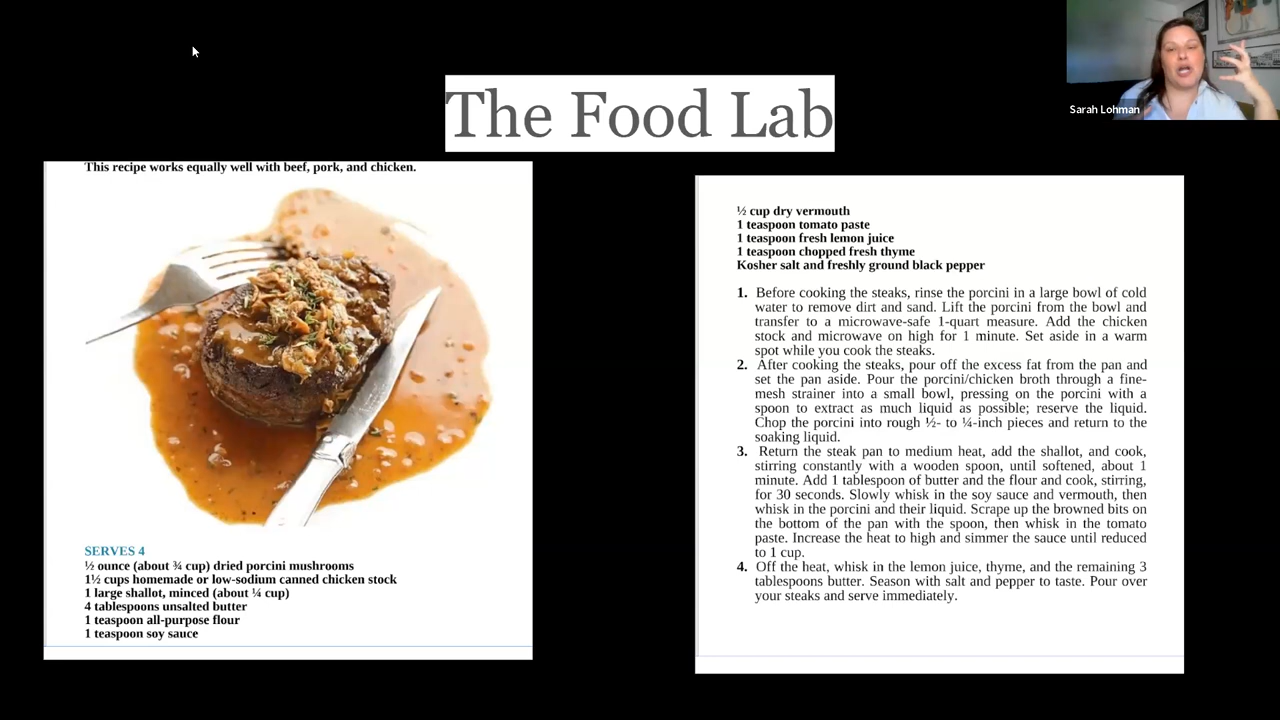 The Food Lab
Sarah Lohman
This recipe works equally well with beef, pork, and chicken.
SERVES 4
½ ounce (about ¾ cup) dried porcini mushrooms
1½ cups homemade or low-sodium canned chicken stock
1 large shallot, minced (about ¼ cup)
4 tablespoons unsalted butter
1 teaspoon all-purpose flour
1 teaspoon soy sauce
½ cup dry vermouth
1 teaspoon tomato paste
1 teaspoon fresh lemon juice
1 teaspoon chopped fresh thyme
Kosher salt and freshly ground black pepper
1. Before cooking the steaks, rinse the porcini in a large bowl of cold
water to remove dirt and sand. Lift the porcini from the bowl and
transfer to a microwave-safe 1-quart measure. Add the chicken
stock and microwave on high for 1 minute. Set aside in a warm
spot while you cook the steaks.
2. After cooking the steaks, pour off the excess fat from the pan and
set the pan aside. Pour the porcini/chicken broth through a fine-
mesh strainer into a small bowl, pressing on the porcini with a
spoon to extract as much liquid as possible; reserve the liquid.
Chop the porcini into rough ½- to ¼-inch pieces and return to the
soaking liquid.
3. Return the steak pan to medium heat, add the shallot, and cook,
stirring constantly with a wooden spoon, until softened, about 1
minute. Add 1 tablespoon of butter and the flour and cook, stirring,
for 30 seconds. Slowly whisk in the soy sauce and vermouth, then
whisk in the porcini and their liquid. Scrape up the browned bits on
the bottom of the pan with the spoon, then whisk in the tomato
paste. Increase the heat to high and simmer the sauce until reduced
to 1 cup.
4. Off the heat, whisk in the lemon juice, thyme, and the remaining 3
tablespoons butter. Season with salt and pepper to taste. Pour over
your steaks and serve immediately.